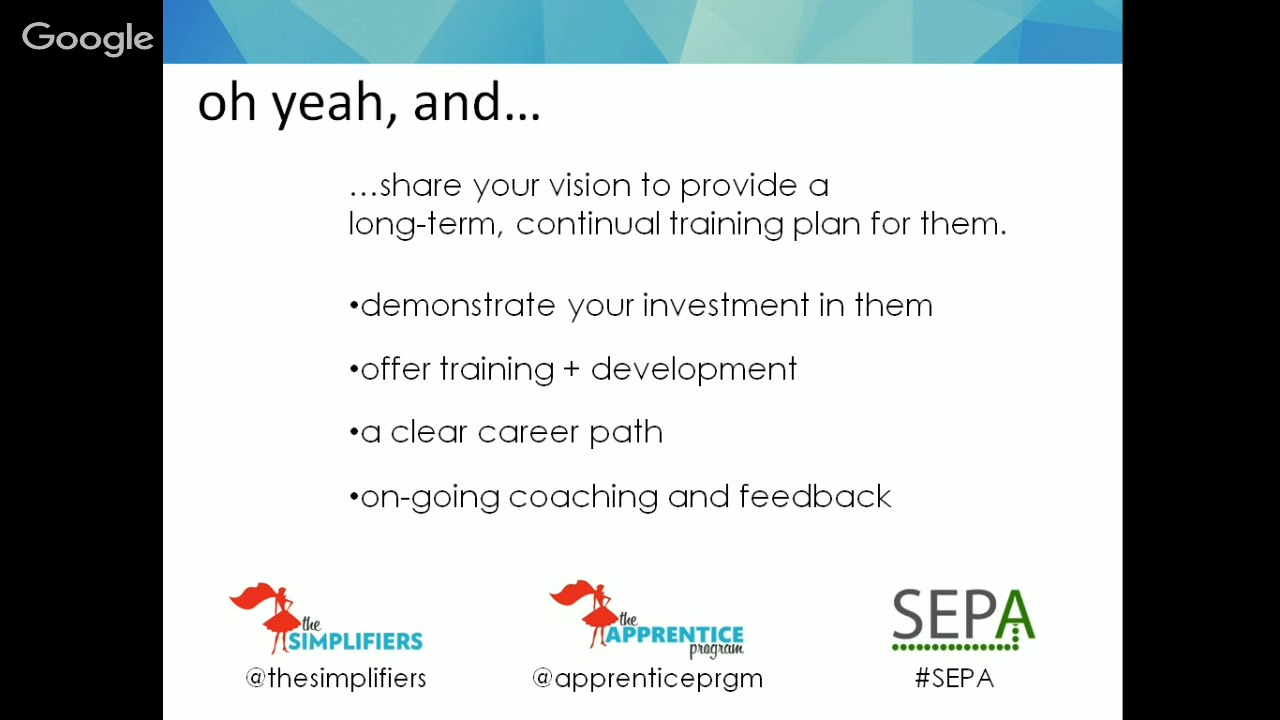 Google
oh yeah, and…
…share your vision to provide a
long-term, continual training plan for them.
•demonstrate your investment in them
•offer training + development
•a clear career path
•on-going coaching and feedback
the
SIMPLIFIERS
@thesimplifiers
the
APPRENTICE
program
@apprenticeprgm
SEPA
#SEPA